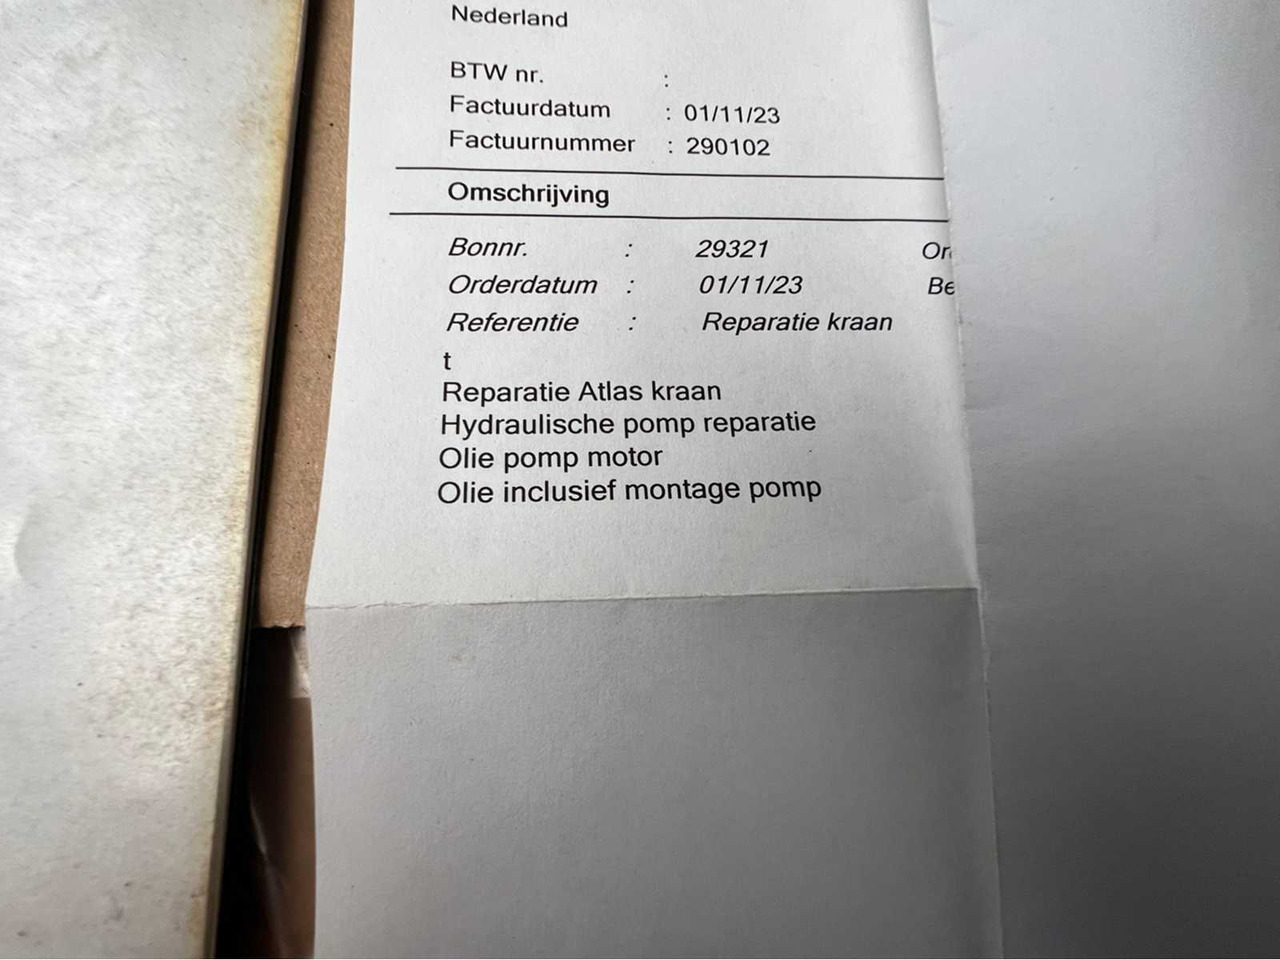 Nederland
BTW nr. :
Factuurdatum : 01/11/23
Factuurnummer : 290102
Omschrijving
Bonnr. : 29321
Orderdatum : 01/11/23
Referentie : Reparatie kraan
t
Reparatie Atlas kraan
Hydraulische pomp reparatie
Olie pomp motor
Olie inclusief montage pomp